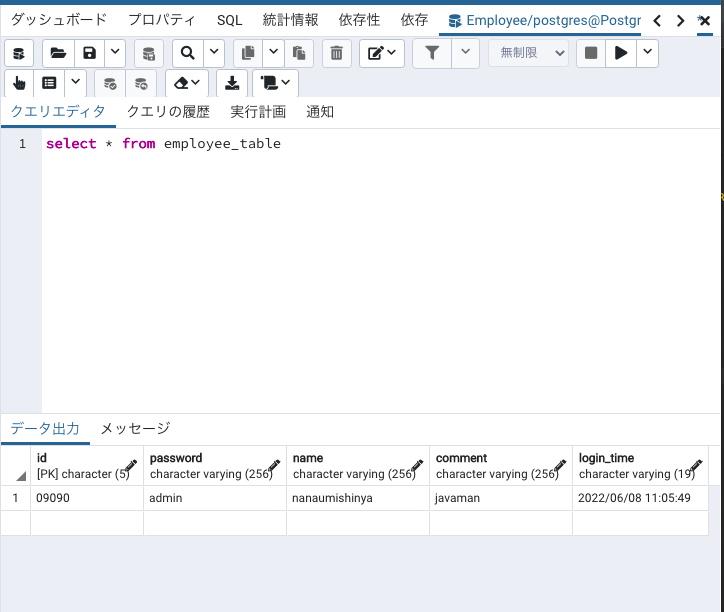 ダッシュボード プロパティ SQL 統計情報 依存性 依存 Employee/postgres@Postgr
無制限
クエリエディタ クエリの履歴 実行計画 通知
1 select * from employee_table
データ出力 メッセージ
id password name comment login_time
[PK] character (5) character varying (256) character varying (256) character varying (256) character varying (19)
1 09090 admin nanaumishinya javaman 2022/06/08 11:05:49